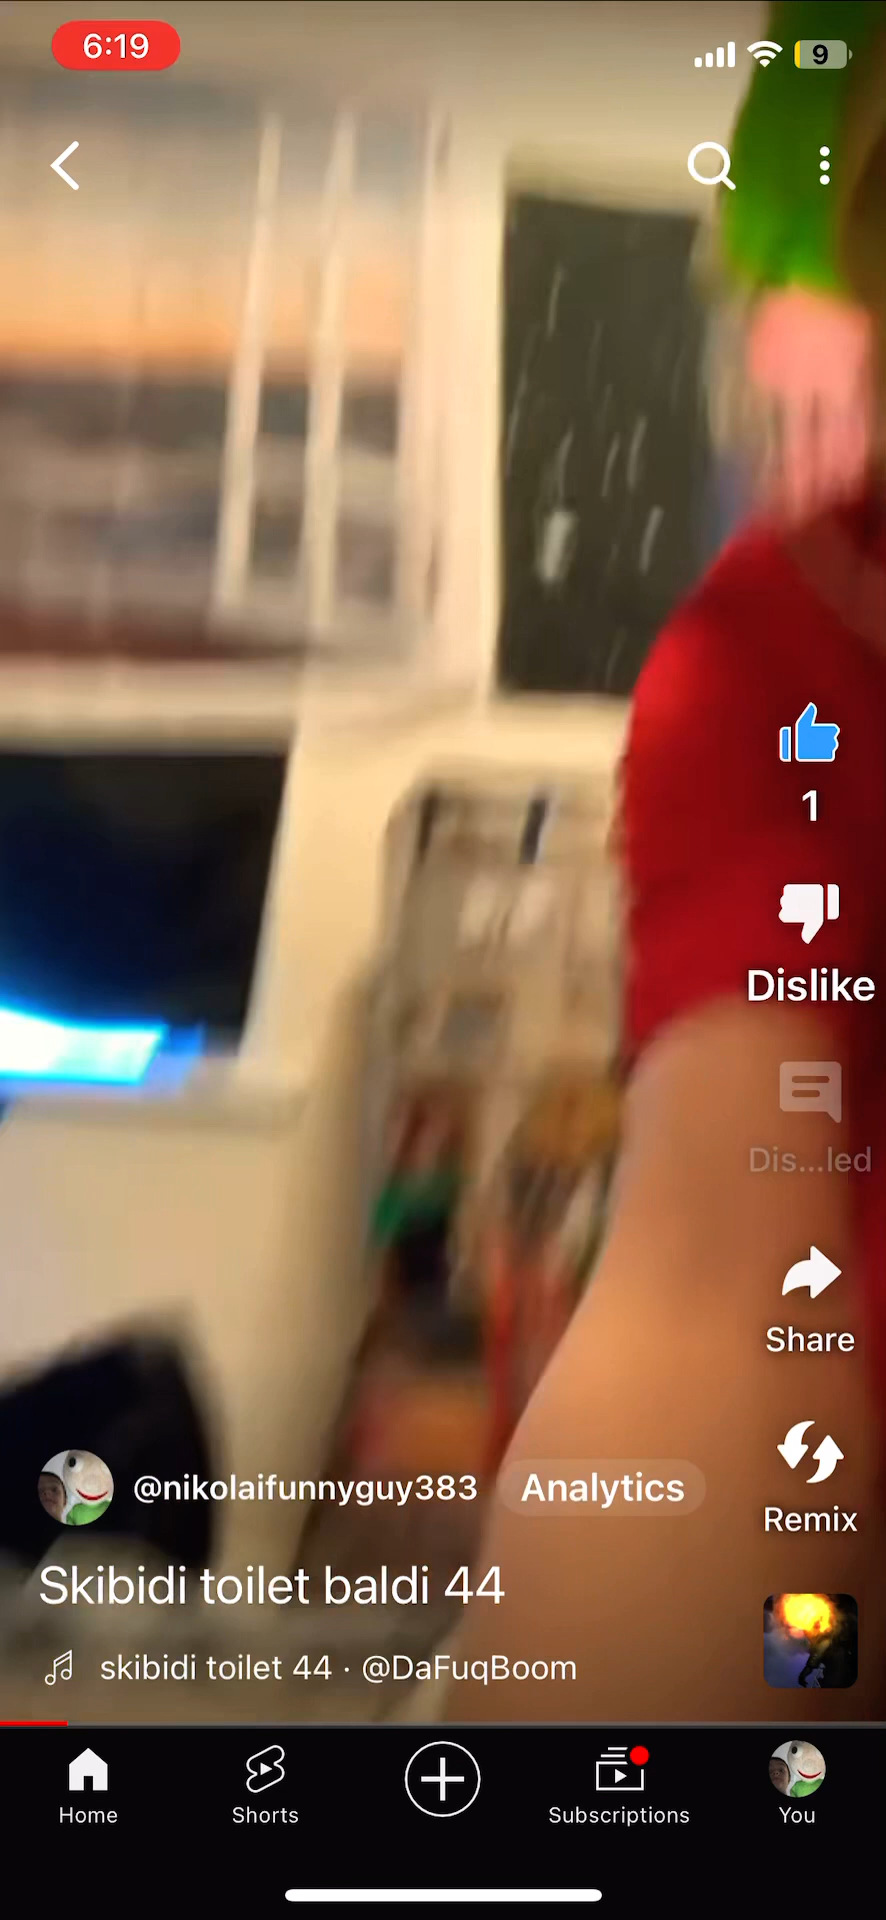 6:19
9
1
Dislike
Dis...led
Share
Remix
@nikolaifunnyguy383
Analytics
Skibidi toilet baldi 44
skibidi toilet 44 · @DaFuqBoom
Home
Shorts
Subscriptions
You